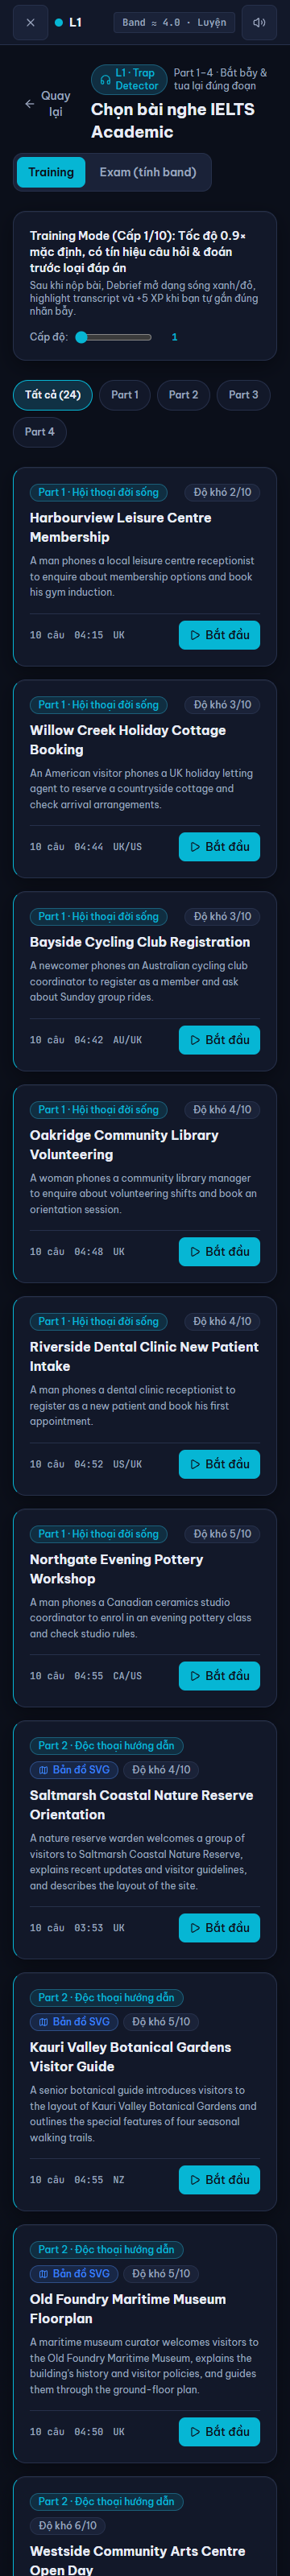 L1
Band ≈ 4.0 · Luyện
Quay
lại
L1 · Trap
Detector
Part 1–4 · Bắt bẫy &
tua lại đúng đoạn
Chọn bài nghe IELTS
Academic
Training
Exam (tính band)
Training Mode (Cấp 1/10): Tốc độ 0.9×
mặc định, có tín hiệu câu hỏi & đoán
trước loại đáp án
Sau khi nộp bài, Debrief mở dạng sóng xanh/đỏ,
highlight transcript và +5 XP khi bạn tự gắn đúng
nhãn bẫy.
Cấp độ:
1
Tất cả (24)
Part 1
Part 2
Part 3
Part 4
Part 1 · Hội thoại đời sống
Độ khó 2/10
Harbourview Leisure Centre
Membership
A man phones a local leisure centre receptionist
to enquire about membership options and book
his gym induction.
10 câu 04:15 UK
Bắt đầu
Part 1 · Hội thoại đời sống
Độ khó 3/10
Willow Creek Holiday Cottage
Booking
An American visitor phones a UK holiday letting
agent to reserve a countryside cottage and
check arrival arrangements.
10 câu 04:44 UK/US
Bắt đầu
Part 1 · Hội thoại đời sống
Độ khó 3/10
Bayside Cycling Club Registration
A newcomer phones an Australian cycling club
coordinator to register as a member and ask
about Sunday group rides.
10 câu 04:42 AU/UK
Bắt đầu
Part 1 · Hội thoại đời sống
Độ khó 4/10
Oakridge Community Library
Volunteering
A woman phones a community library manager
to enquire about volunteering shifts and book an
orientation session.
10 câu 04:48 UK
Bắt đầu
Part 1 · Hội thoại đời sống
Độ khó 4/10
Riverside Dental Clinic New Patient
Intake
A man phones a dental clinic receptionist to
register as a new patient and book his first
appointment.
10 câu 04:52 US/UK
Bắt đầu
Part 1 · Hội thoại đời sống
Độ khó 5/10
Northgate Evening Pottery
Workshop
A man phones a Canadian ceramics studio
coordinator to enrol in an evening pottery class
and check studio rules.
10 câu 04:55 CA/US
Bắt đầu
Part 2 · Độc thoại hướng dẫn
Bản đồ SVG
Độ khó 4/10
Saltmarsh Coastal Nature Reserve
Orientation
A nature reserve warden welcomes a group of
visitors to Saltmarsh Coastal Nature Reserve,
explains recent updates and visitor guidelines,
and describes the layout of the site.
10 câu 03:53 UK
Bắt đầu
Part 2 · Độc thoại hướng dẫn
Bản đồ SVG
Độ khó 5/10
Kauri Valley Botanical Gardens
Visitor Guide
A senior botanical guide introduces visitors to
the layout of Kauri Valley Botanical Gardens and
outlines the special features of four seasonal
walking trails.
10 câu 04:55 NZ
Bắt đầu
Part 2 · Độc thoại hướng dẫn
Bản đồ SVG
Độ khó 5/10
Old Foundry Maritime Museum
Floorplan
A maritime museum curator welcomes visitors to
the Old Foundry Maritime Museum, explains the
building's history and visitor policies, and guides
them through the ground-floor plan.
10 câu 04:50 UK
Bắt đầu
Part 2 · Độc thoại hướng dẫn
Độ khó 6/10
Westside Community Arts Centre
Open Day